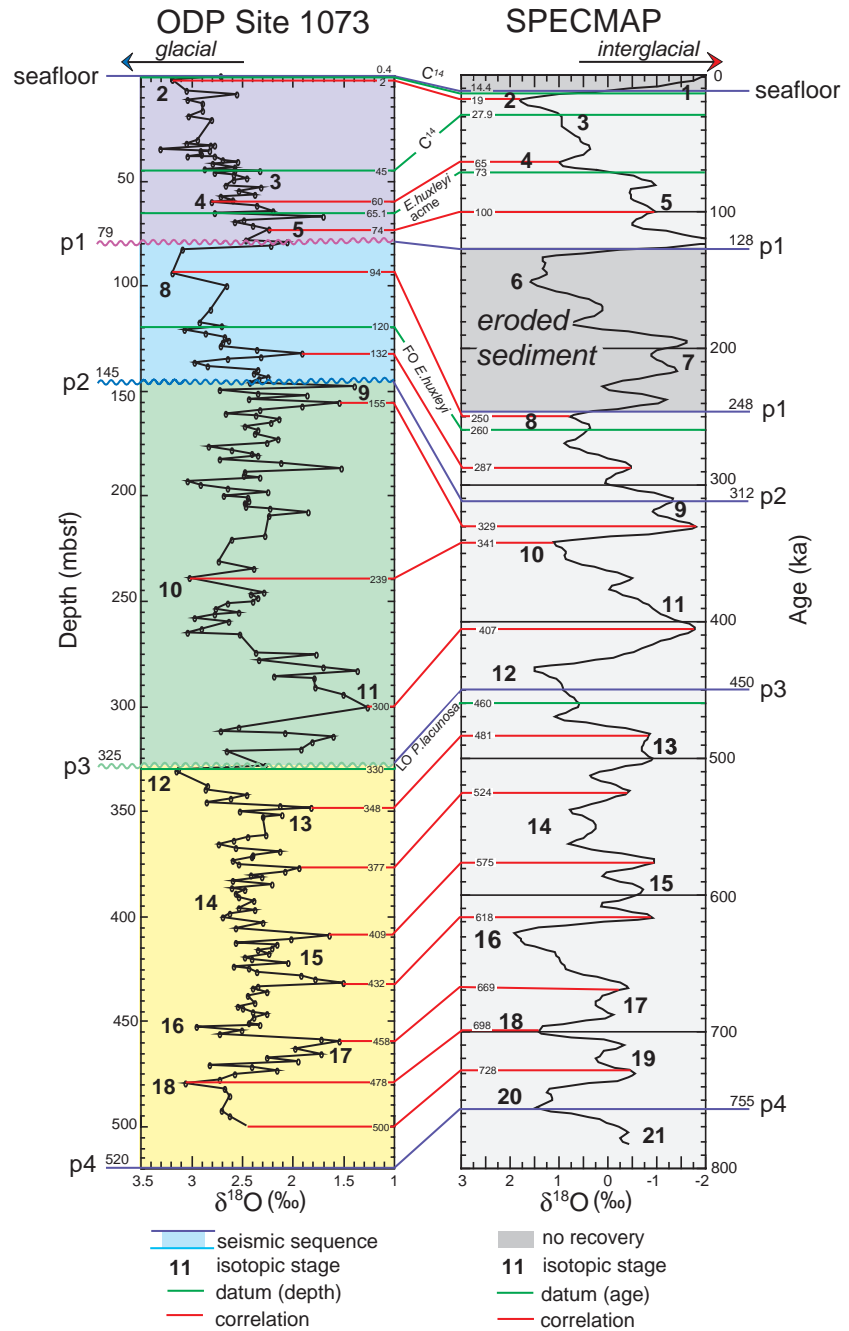 ODP Site 1073
SPECMAP
glacial
interglacial
seafloor
0.4
2
C14
14.4
19
27.9
0
1
seafloor
2
2
3
C14
45
50
3
4
60
65.1
E.huxleyi
acme
4
65
73
5
74
5
100
100
p1
79
128
p1
94
100
8
6
120
FO E.huxleyi
eroded
sediment
132
200
7
p2
145
9
150
155
248
p1
250
8
260
287
200
300
312
p2
9
329
341
10
239
10
250
11
400
407
12
11
300
300
450
p3
460
LO P.lacunosa
p3
325
330
12
481
13
500
348
350
13
524
377
14
14
575
15
400
409
600
618
15
432
16
450
16
458
17
669
17
698
18
700
18
478
19
728
500
500
20
755
p4
21
p4
520
800
Depth (mbsf)
Age (ka)
3.5 3 2.5 2 1.5 1
3 2 1 0 -1 -2
δ18O (‰)
δ18O (‰)
seismic sequence
11 isotopic stage
datum (depth)
correlation
no recovery
11 isotopic stage
datum (age)
correlation